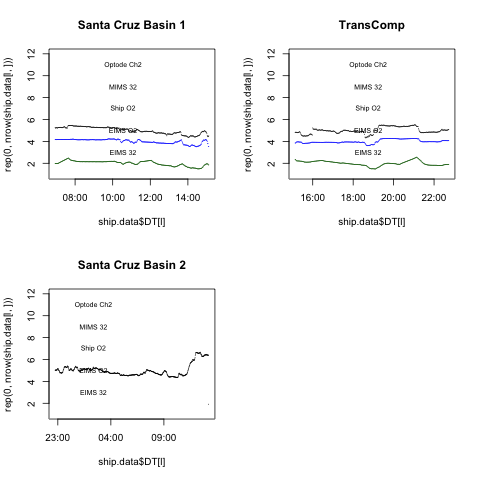 Santa Cruz Basin 1
rep(0, nrow(ship.data[l, ]))
12
10
8
6
4
2
Optode Ch2
MIMS 32
Ship O2
EIMS O2
EIMS 32
08:00 10:00 12:00 14:00
ship.data$DT[l]
TransComp
rep(0, nrow(ship.data[l, ]))
12
10
8
6
4
2
Optode Ch2
MIMS 32
Ship O2
EIMS O2
EIMS 32
16:00 18:00 20:00 22:00
ship.data$DT[l]
Santa Cruz Basin 2
rep(0, nrow(ship.data[l, ]))
12
10
8
6
4
2
Optode Ch2
MIMS 32
Ship O2
EIMS O2
EIMS 32
23:00 04:00 09:00
ship.data$DT[l]